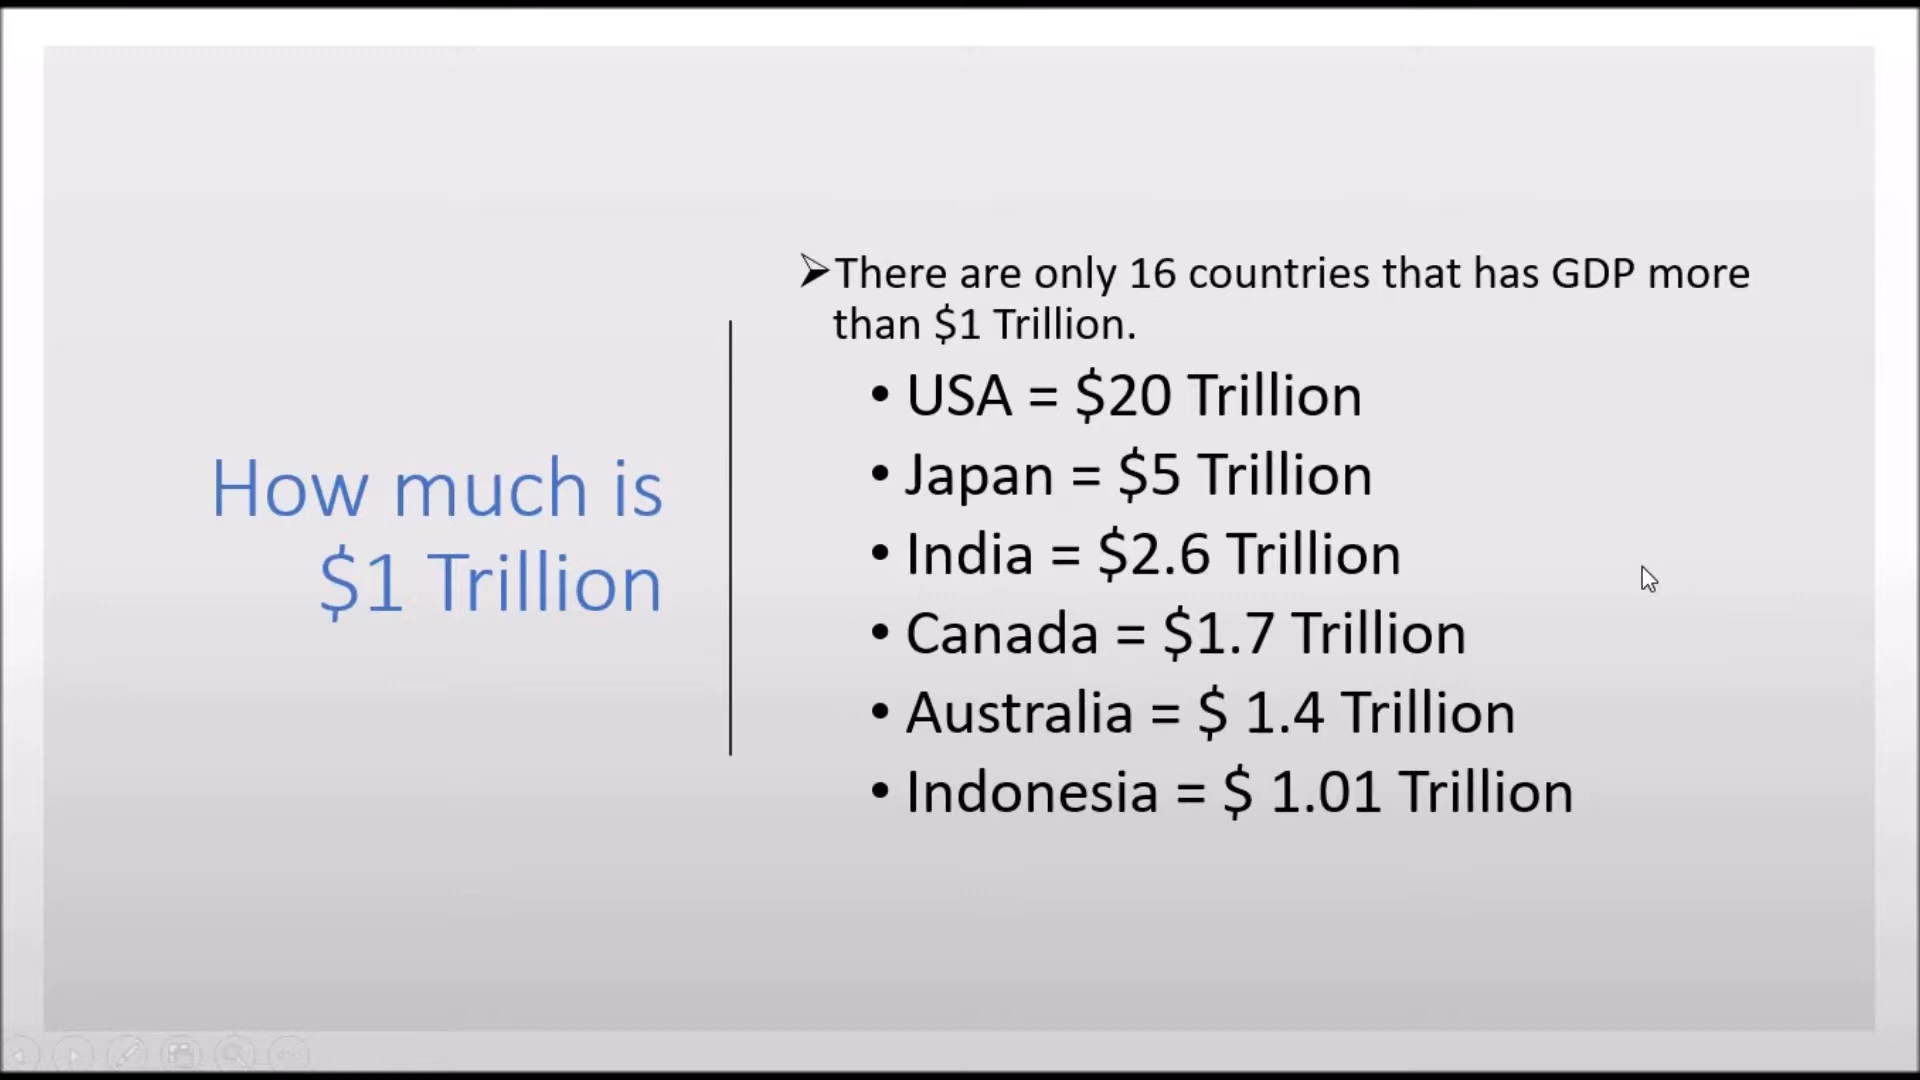 How much is
$1 Trillion
➢There are only 16 countries that has GDP more
than $1 Trillion.
• USA = $20 Trillion
• Japan = $5 Trillion
• India = $2.6 Trillion
• Canada = $1.7 Trillion
• Australia = $ 1.4 Trillion
• Indonesia = $ 1.01 Trillion